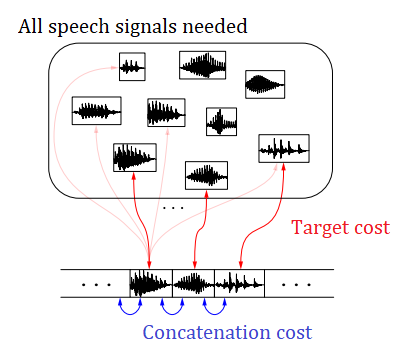 All speech signals needed
. . .
Target cost
. . .
. . .
Concatenation cost